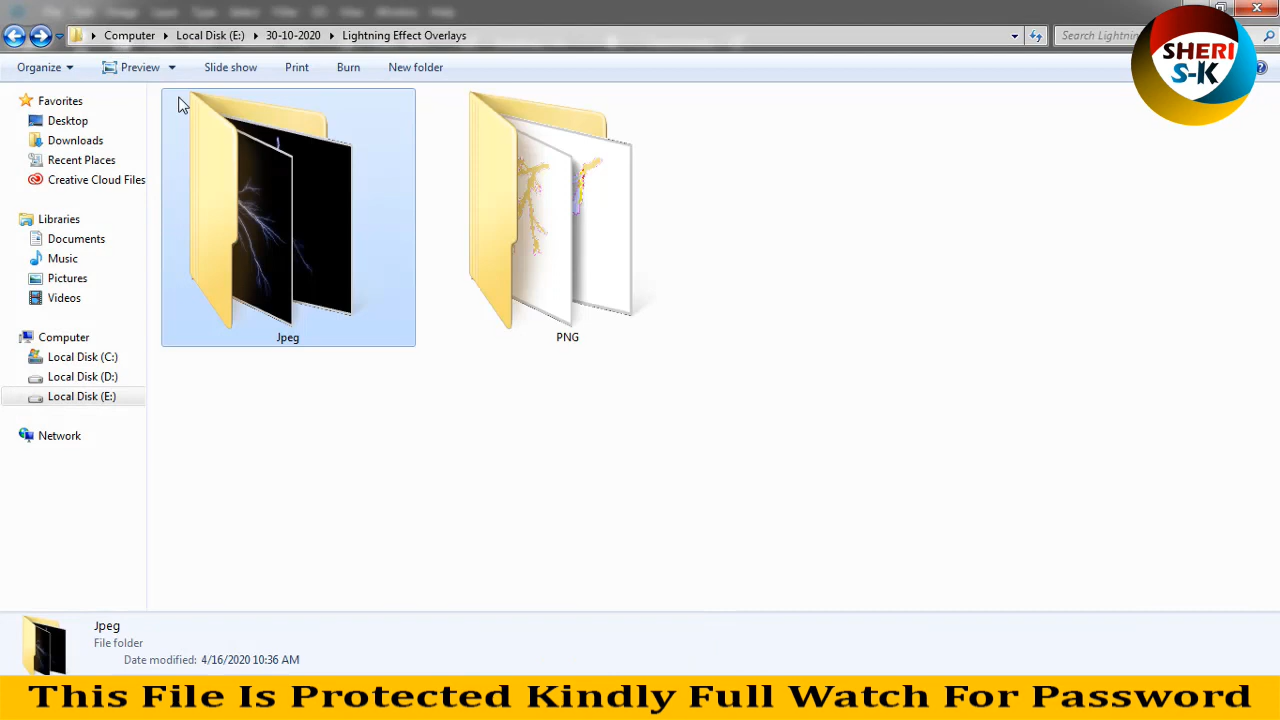 Computer Local Disk (E:) 30-10-2020 Lightning Effect Overlays
Search Lightnin
SHERI
S-K
Organize Preview Slide show Print Burn New folder
Favorites
Desktop
Downloads
Recent Places
Creative Cloud Files
Libraries
Documents
Music
Pictures
Videos
Computer
Local Disk (C:)
Local Disk (D:)
Local Disk (E:)
Network
Jpeg
PNG
Jpeg
File folder
Date modified: 4/16/2020 10:36 AM
This File Is Protected Kindly Full Watch For Password